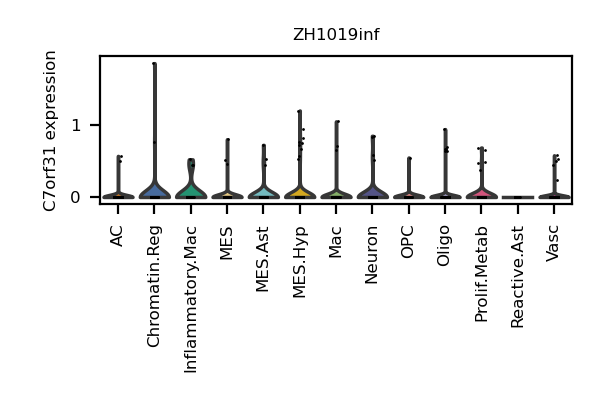 ZH1019inf
C7orf31 expression
1
0
AC
Chromatin.Reg
Inflammatory.Mac
MES
MES.Ast
MES.Hyp
Mac
Neuron
OPC
Oligo
Prolif.Metab
Reactive.Ast
Vasc